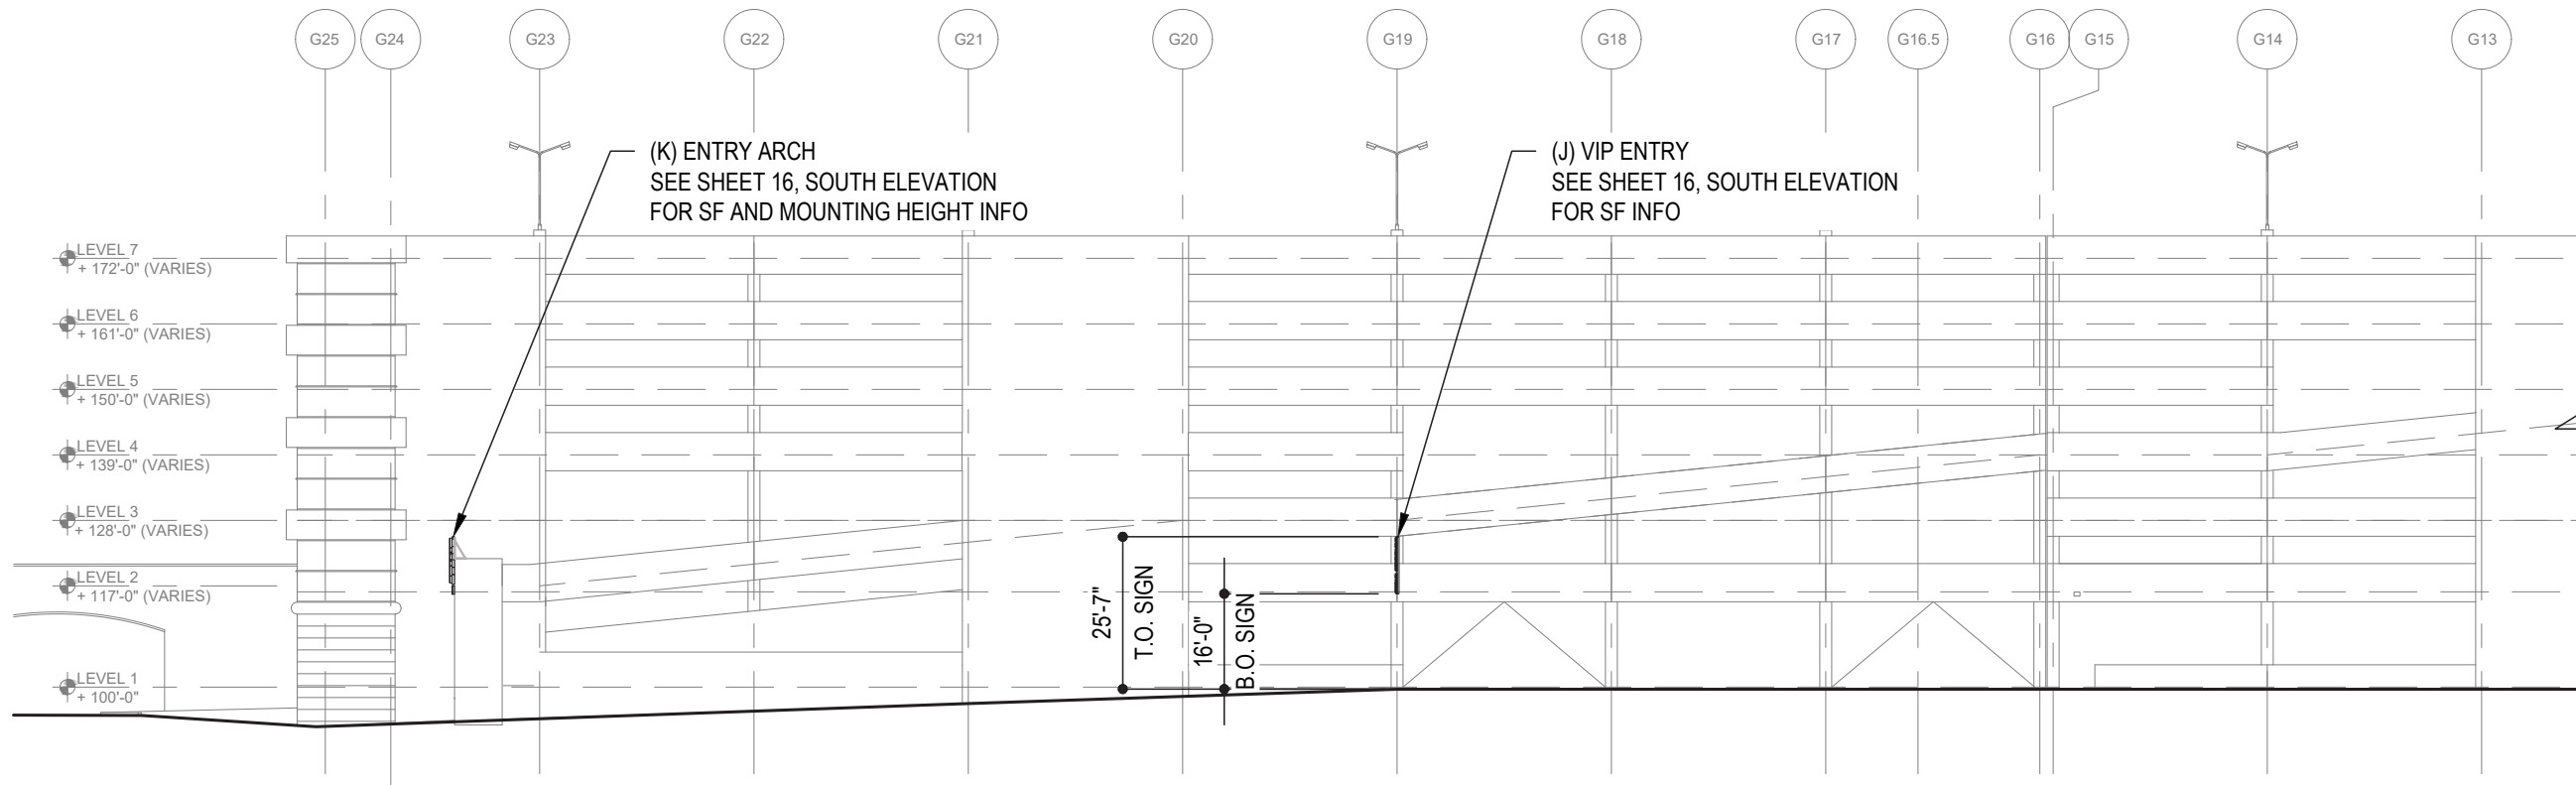 G25
G24
G23
G22
G21
G20
G19
G18
G17
G16.5
G16
G15
G14
G13
(K) ENTRY ARCH
SEE SHEET 16, SOUTH ELEVATION
FOR SF AND MOUNTING HEIGHT INFO
(J) VIP ENTRY
SEE SHEET 16, SOUTH ELEVATION
FOR SF INFO
LEVEL 7
+ 172'-0" (VARIES)
LEVEL 6
+ 161'-0" (VARIES)
LEVEL 5
+ 150'-0" (VARIES)
LEVEL 4
+ 139'-0" (VARIES)
LEVEL 3
+ 128'-0" (VARIES)
LEVEL 2
+ 117'-0" (VARIES)
LEVEL 1
+ 100'-0"
25'-7"
T.O. SIGN
16'-0"
B.O. SIGN